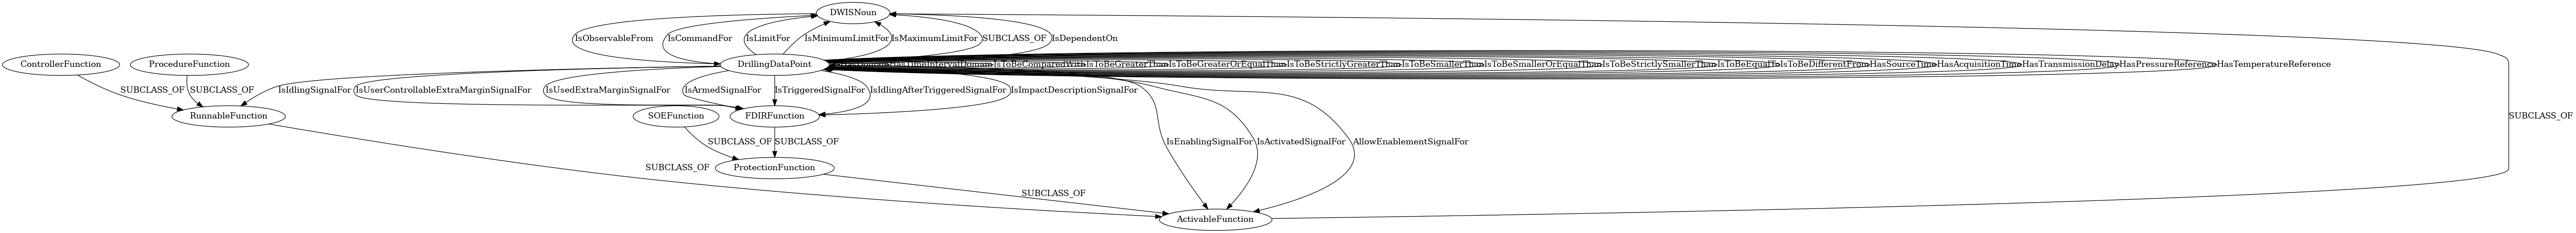 DWISNoun
IsObservableFrom
IsCommandFor
IsLimitFor
IsMinimumLimitFor
IsMaximumLimitFor
SUBCLASS_OF
IsDependentOn
ControllerFunction
ProcedureFunction
DrillingDataPoint
IsToBeComparedWith
IsToBeGreaterThan
IsToBeGreaterOrEqualThan
IsToBeStrictlyGreaterThan
IsToBeSmallerThan
IsToBeSmallerOrEqualThan
IsToBeStrictlySmallerThan
IsToBeEqualTo
IsToBeDifferentFrom
HasSourceTime
HasAcquisitionTime
HasTransmissionDelay
HasPressureReference
HasTemperatureReference
SUBCLASS_OF
SUBCLASS_OF
IsIdlingSignalFor
IsUserControllableExtraMarginSignalFor
IsUsedExtraMarginSignalFor
IsArmedSignalFor
IsTriggeredSignalFor
IsIdlingAfterTriggeredSignalFor
IsImpactDescriptionSignalFor
RunnableFunction
SOEFunction
FDIRFunction
SUBCLASS_OF
SUBCLASS_OF
SUBCLASS_OF
IsEnablingSignalFor
IsActivatedSignalFor
AllowEnablementSignalFor
SUBCLASS_OF
ProtectionFunction
SUBCLASS_OF
ActivableFunction